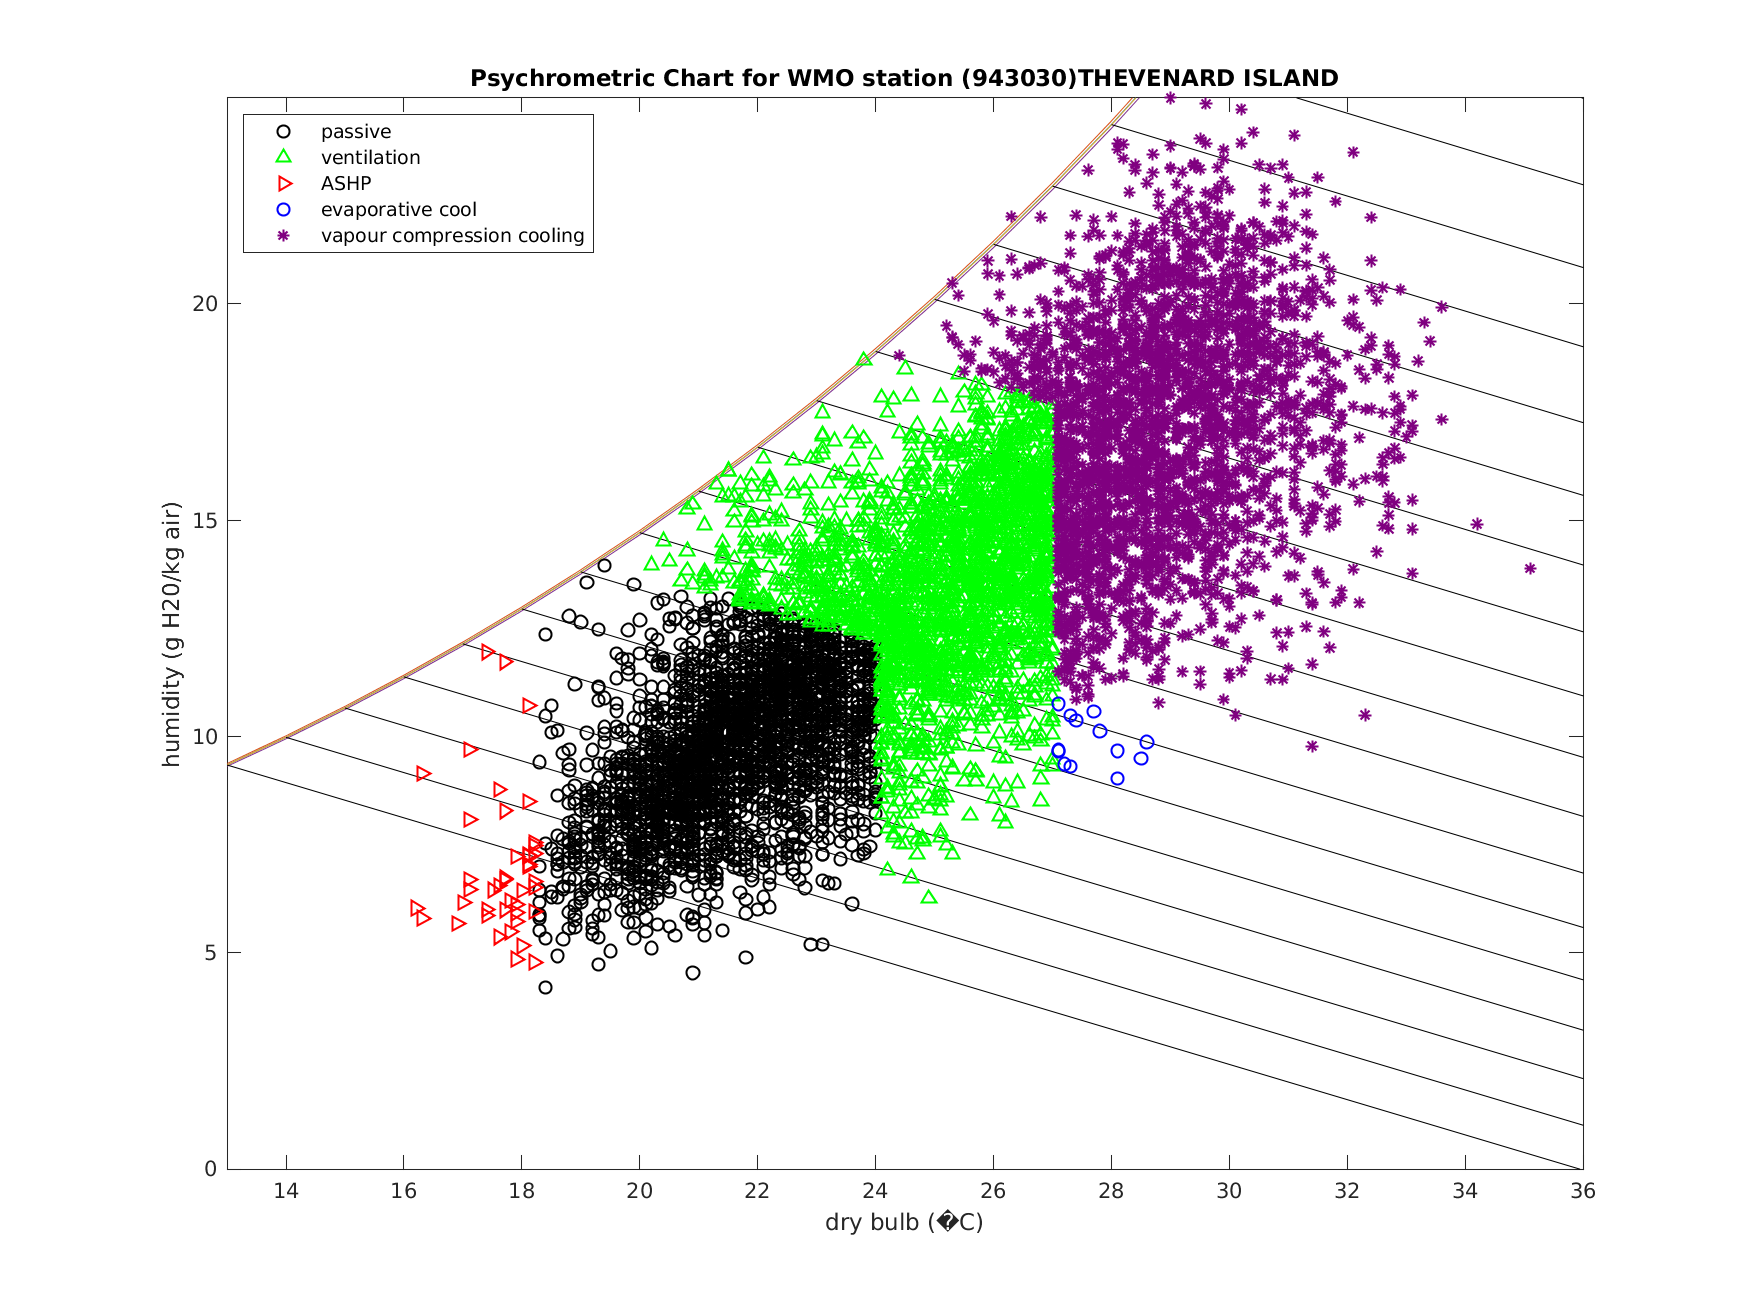 Psychrometric Chart for WMO station (943030)THEVENARD ISLAND
passive
ventilation
ASHP
evaporative cool
vapour compression cooling
humidity (g H20/kg air)
20
15
10
5
0
14 16 18 20 22 24 26 28 30 32 34 36
dry bulb (�C)